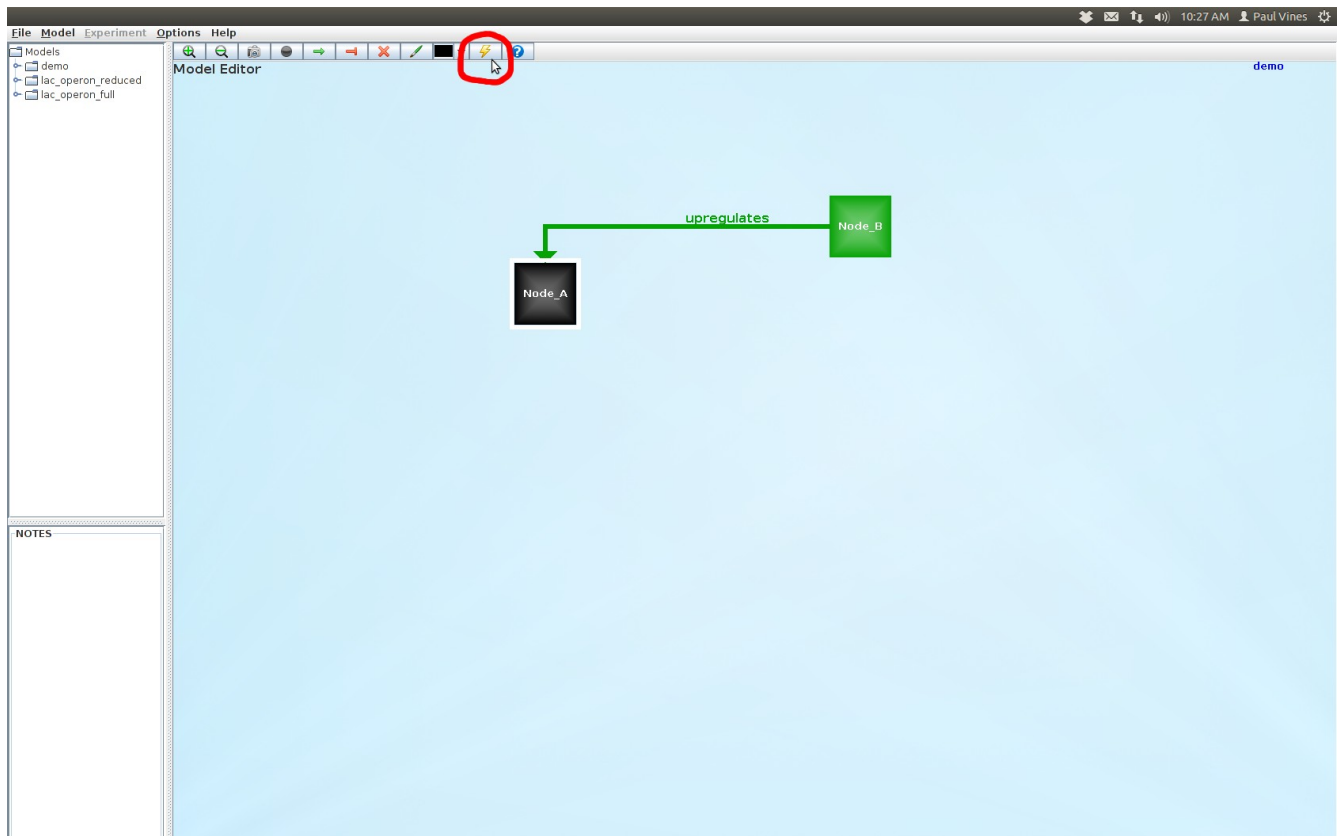 10:27 AM Paul Vines
File Model Experiment Options Help
Models
demo
lac_operon_reduced
lac_operon_full
Model Editor
demo
upregulates
Node_B
Node_A
NOTES